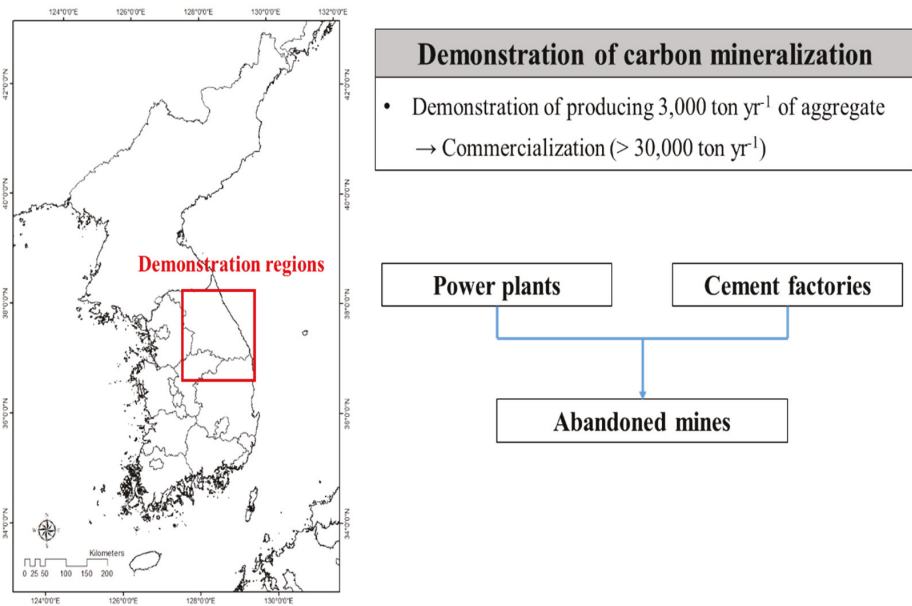 124°0'0"E 126°0'0"E 128°0'0"E 130°0'0"E
42°0'0"N 42°0'0"N
40°0'0"N 40°0'0"N
38°0'0"N 38°0'0"N
36°0'0"N 36°0'0"N
34°0'0"N 34°0'0"N
Demonstration regions
Kilometers
0 25 50 100 150 200
124°0'0"E 126°0'0"E 128°0'0"E 130°0'0"E
Demonstration of carbon mineralization
• Demonstration of producing 3,000 ton yr⁻¹ of aggregate
→ Commercialization (> 30,000 ton yr⁻¹)
Power plants
Cement factories
Abandoned mines